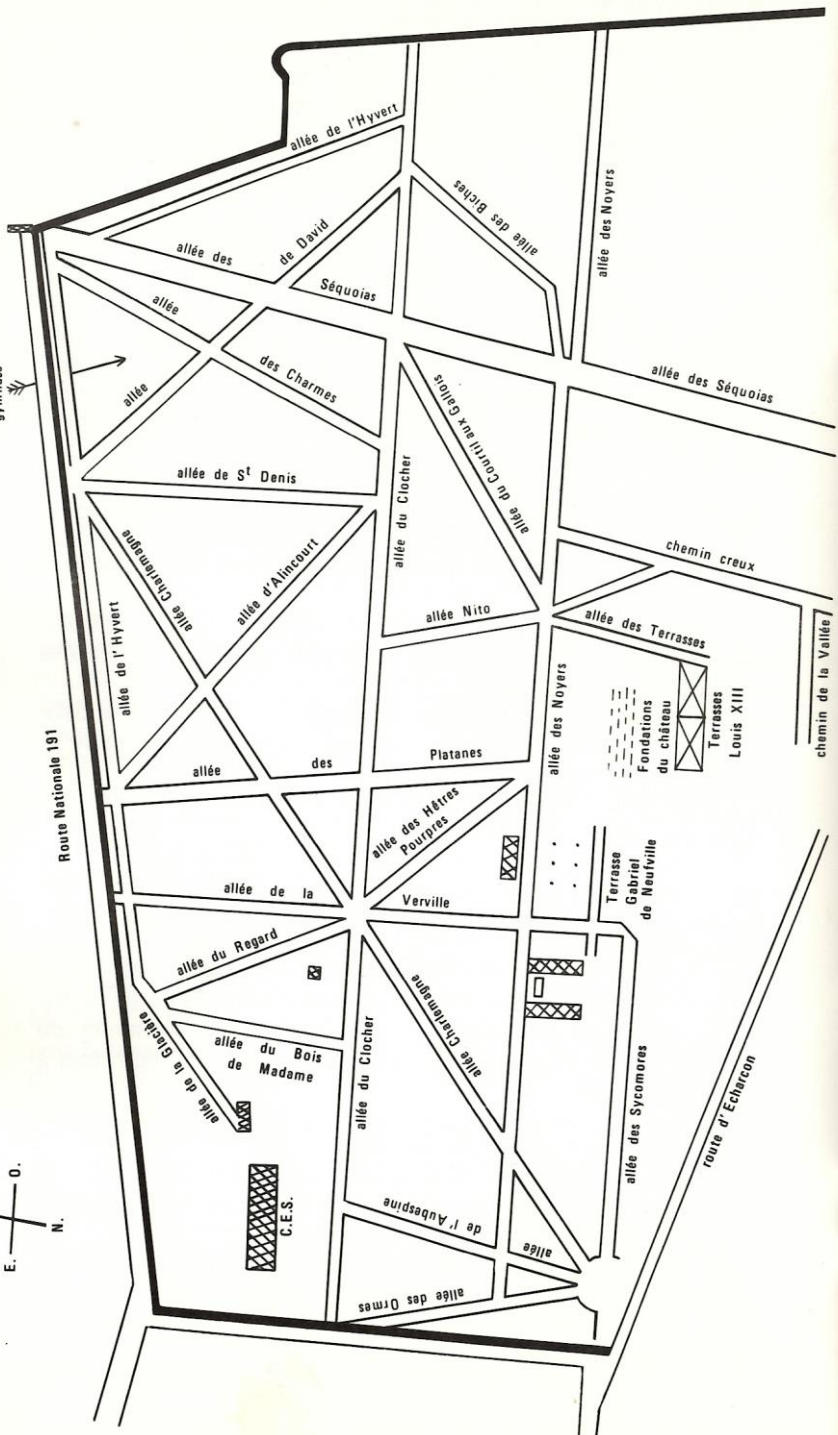 gymnase
Route Nationale 191
E.
O.
N.
allée de l'Hyvert
allée des
Séquoias
allée
de David
allée des Biches
allée des Noyers
allée
des Charmes
allée de St Denis
allée du Clocher
allée du Courtil aux Gallois
allée des Séquoias
allée Charlemagne
allée d'Alincourt
allée Nito
chemin creux
allée des Terrasses
chemin de la Vallée
allée de l'Hyvert
allée
des
Platanes
allée des Noyers
Fondations
du château
Terrasses
Louis XIII
allée des Hêtres
Pourpres
allée de la
Verville
Terrasse
Gabriel
de Neufville
allée du Regard
allée de la Glacière
allée du Bois
de Madame
allée du Clocher
allée Charlemagne
allée des Sycomores
route d'Echarcon
C.E.S.
allée
de l'Aubespine
allée des Ormes